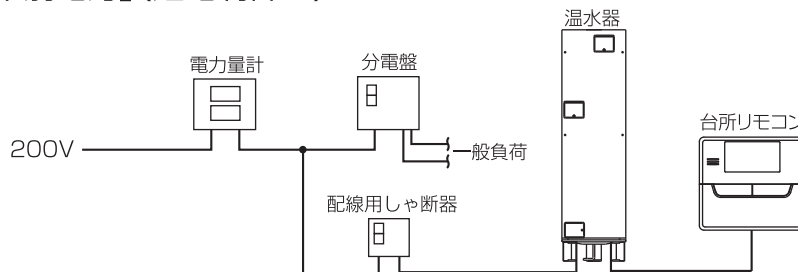 温水器
電力量計
分電盤
台所リモコン
200V
一般負荷
配線用しゃ断器